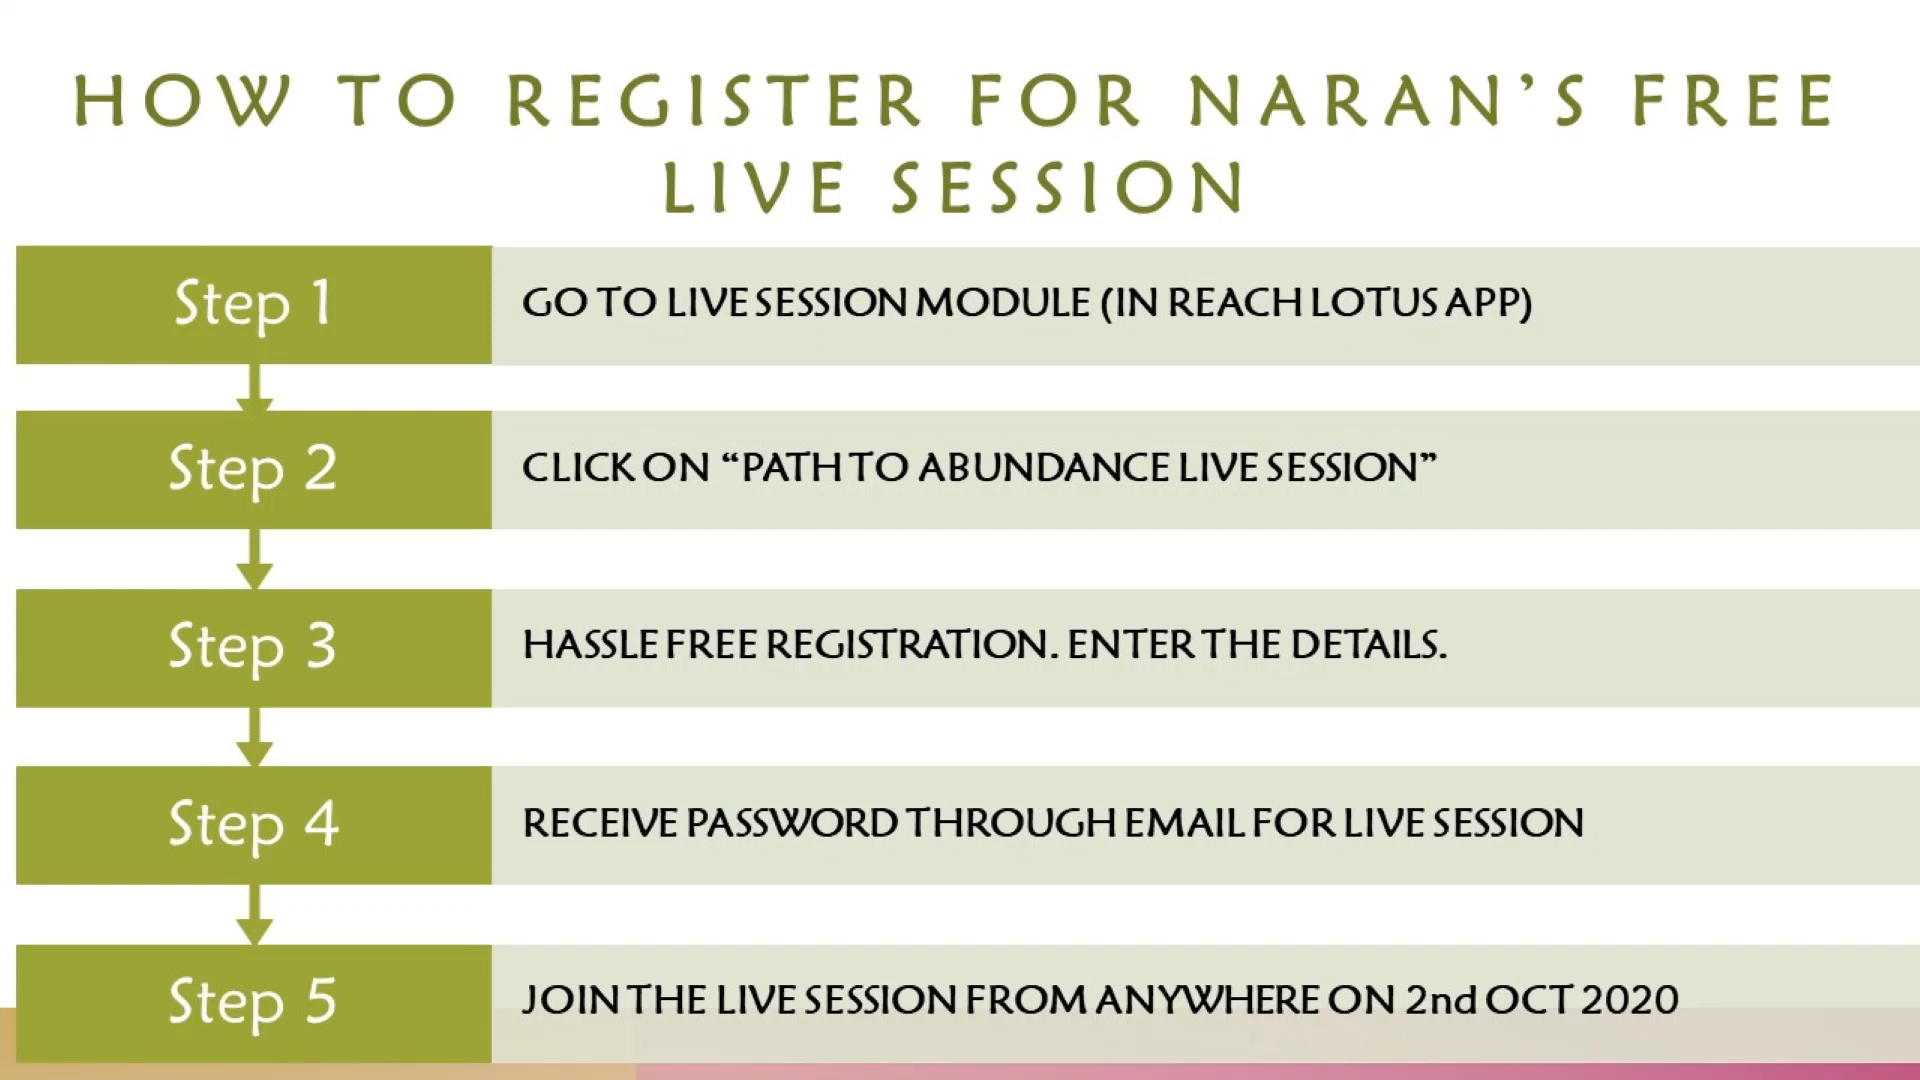 HOW TO REGISTER FOR NARAN'S FREE
LIVE SESSION
Step 1
GO TO LIVE SESSION MODULE (IN REACH LOTUS APP)
Step 2
CLICK ON “PATH TO ABUNDANCE LIVE SESSION”
Step 3
HASSLE FREE REGISTRATION. ENTER THE DETAILS.
Step 4
RECEIVE PASSWORD THROUGH EMAIL FOR LIVE SESSION
Step 5
JOIN THE LIVE SESSION FROM ANYWHERE ON 2nd OCT 2020